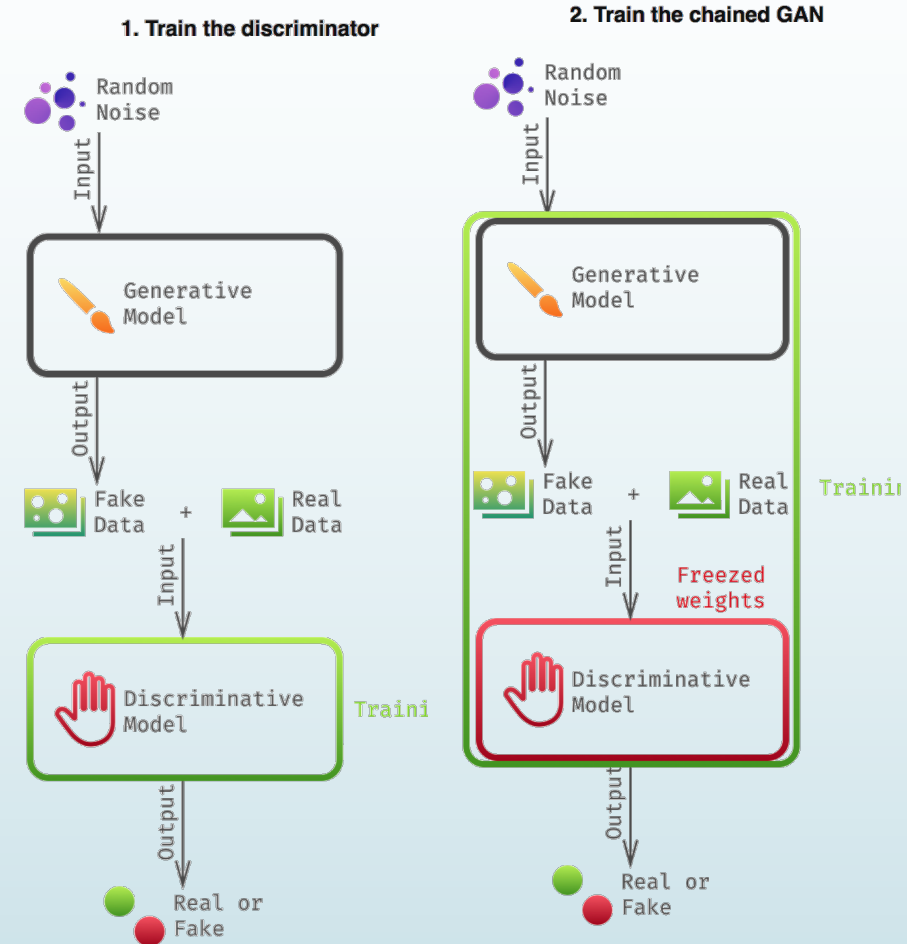 1. Train the discriminator
Random
Noise
Input
Generative
Model
Output
Fake
Data
+
Real
Data
Input
Discriminative
Model
Traini
Output
Real or
Fake
2. Train the chained GAN
Random
Noise
Input
Generative
Model
Output
Fake
Data
+
Real
Data
Traini
Input
Freezed
weights
Discriminative
Model
Output
Real or
Fake